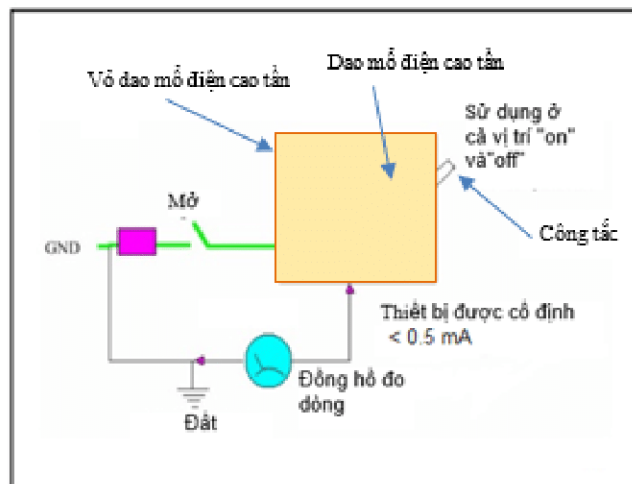 Dao mổ điện cao tần
Vỏ dao mổ điện cao tần
Sử dụng ở
cả vị trí "on"
và"off"
Mở
Công tắc
GND
Thiết bị được cố định
< 0.5 mA
Đồng hồ đo
dòng
Đất